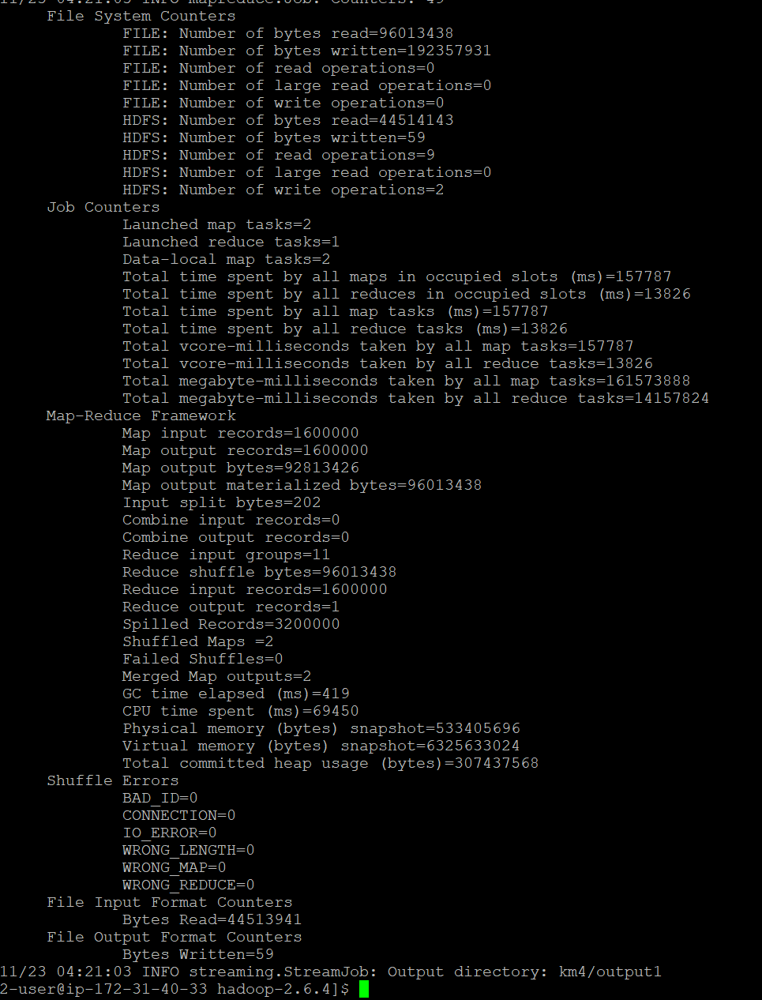 11/23 04:21:03 INFO mapreduce.Job: Counters: 49
File System Counters
FILE: Number of bytes read=96013438
FILE: Number of bytes written=192357931
FILE: Number of read operations=0
FILE: Number of large read operations=0
FILE: Number of write operations=0
HDFS: Number of bytes read=44514143
HDFS: Number of bytes written=59
HDFS: Number of read operations=9
HDFS: Number of large read operations=0
HDFS: Number of write operations=2
Job Counters
Launched map tasks=2
Launched reduce tasks=1
Data-local map tasks=2
Total time spent by all maps in occupied slots (ms)=157787
Total time spent by all reduces in occupied slots (ms)=13826
Total time spent by all map tasks (ms)=157787
Total time spent by all reduce tasks (ms)=13826
Total vcore-milliseconds taken by all map tasks=157787
Total vcore-milliseconds taken by all reduce tasks=13826
Total megabyte-milliseconds taken by all map tasks=161573888
Total megabyte-milliseconds taken by all reduce tasks=14157824
Map-Reduce Framework
Map input records=1600000
Map output records=1600000
Map output bytes=92813426
Map output materialized bytes=96013438
Input split bytes=202
Combine input records=0
Combine output records=0
Reduce input groups=11
Reduce shuffle bytes=96013438
Reduce input records=1600000
Reduce output records=1
Spilled Records=3200000
Shuffled Maps =2
Failed Shuffles=0
Merged Map outputs=2
GC time elapsed (ms)=419
CPU time spent (ms)=69450
Physical memory (bytes) snapshot=533405696
Virtual memory (bytes) snapshot=6325633024
Total committed heap usage (bytes)=307437568
Shuffle Errors
BAD_ID=0
CONNECTION=0
IO_ERROR=0
WRONG_LENGTH=0
WRONG_MAP=0
WRONG_REDUCE=0
File Input Format Counters
Bytes Read=44513941
File Output Format Counters
Bytes Written=59
11/23 04:21:03 INFO streaming.StreamJob: Output directory: km4/output1
2-user@ip-172-31-40-33 hadoop-2.6.4]$